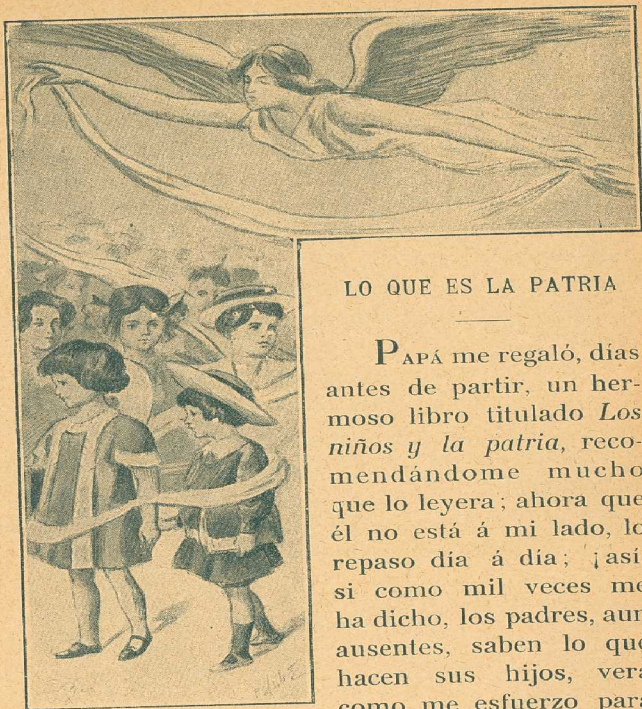 LO QUE ES LA PATRIA
PAPÁ me regaló, días
antes de partir, un her-
moso libro titulado Los
niños y la patria, reco-
mendándome mucho
que lo leyera; ahora que
él no está á mi lado, lo
repaso día á día; ¡así
si como mil veces me
ha dicho, los padres, aun
ausentes, saben lo que
hacen sus hijos, verá
como me esfuerzo para